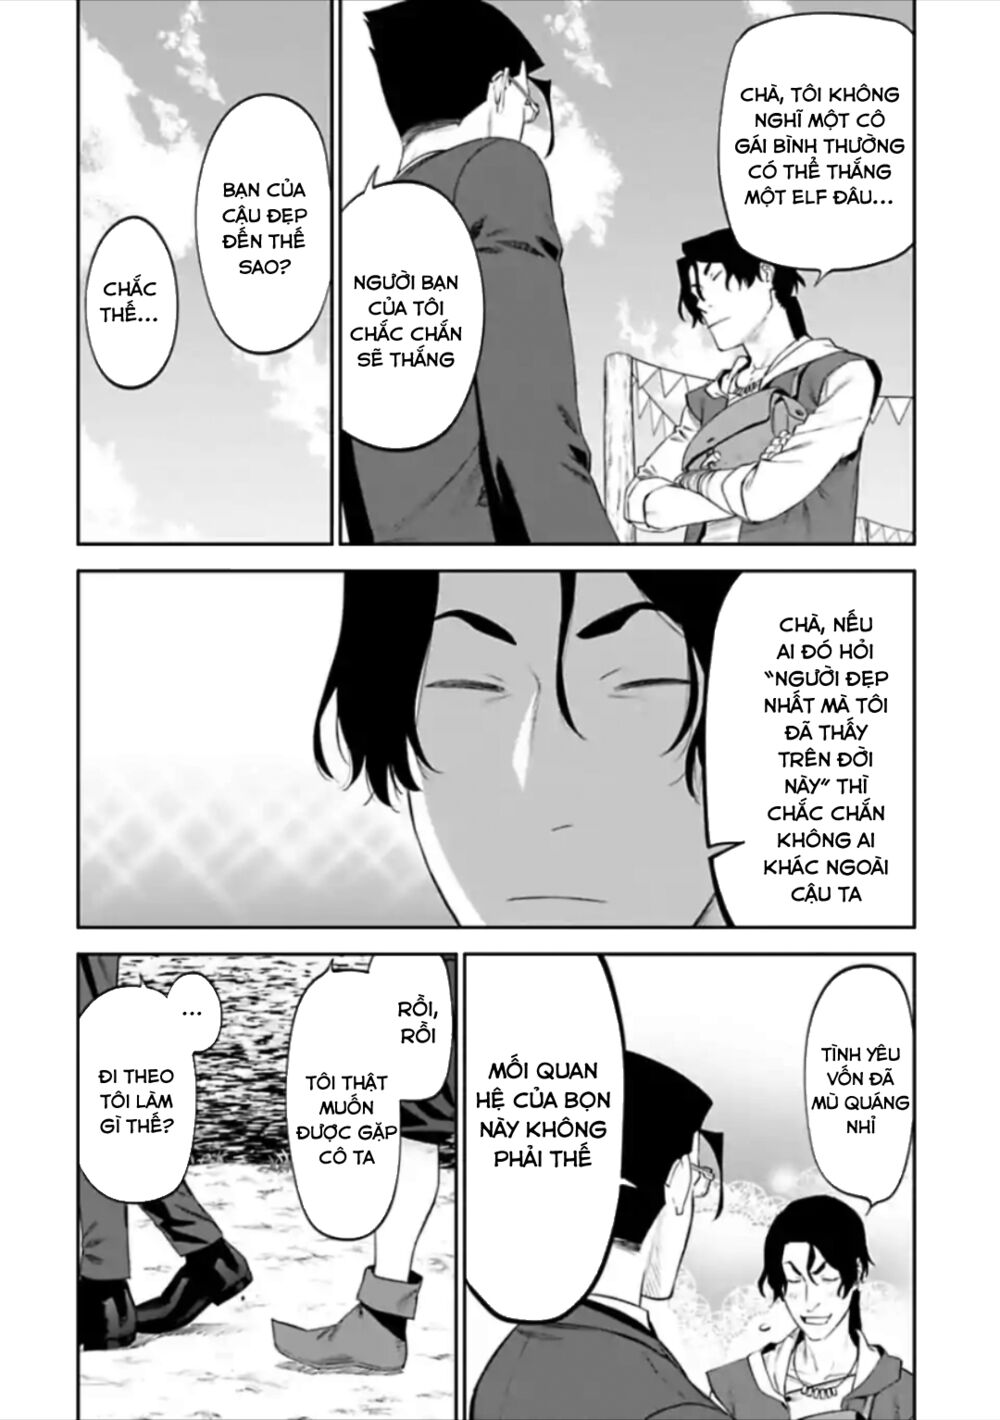 CHÀ, TÔI KHÔNG
NGHĨ MỘT CÔ
GÁI BÌNH THƯỜNG
CÓ THỂ THẮNG
MỘT ELF ĐÂU...
NGƯỜI BẠN
CỦA TÔI
CHẮC CHẮN
SẼ THẮNG
BẠN CỦA
CẬU ĐẸP
ĐẾN THẾ
SAO?
CHẮC
THẾ...
CHÀ, NẾU
AI ĐÓ HỎI
"NGƯỜI ĐẸP
NHẤT MÀ TÔI
ĐÃ THẤY
TRÊN ĐỜI
NÀY" THÌ
CHẮC CHẮN
KHÔNG AI
KHÁC NGOÀI
CẬU TA
TÌNH YÊU
VỐN ĐÃ
MÙ QUÁNG
NHỈ
MỐI QUAN
HỆ CỦA BỌN
NÀY KHÔNG
PHẢI THẾ
RỒI,
RỒI
TÔI THẬT
MUỐN
ĐƯỢC GẶP
CÔ TA
...
ĐI THEO
TÔI LÀM
GÌ THẾ?